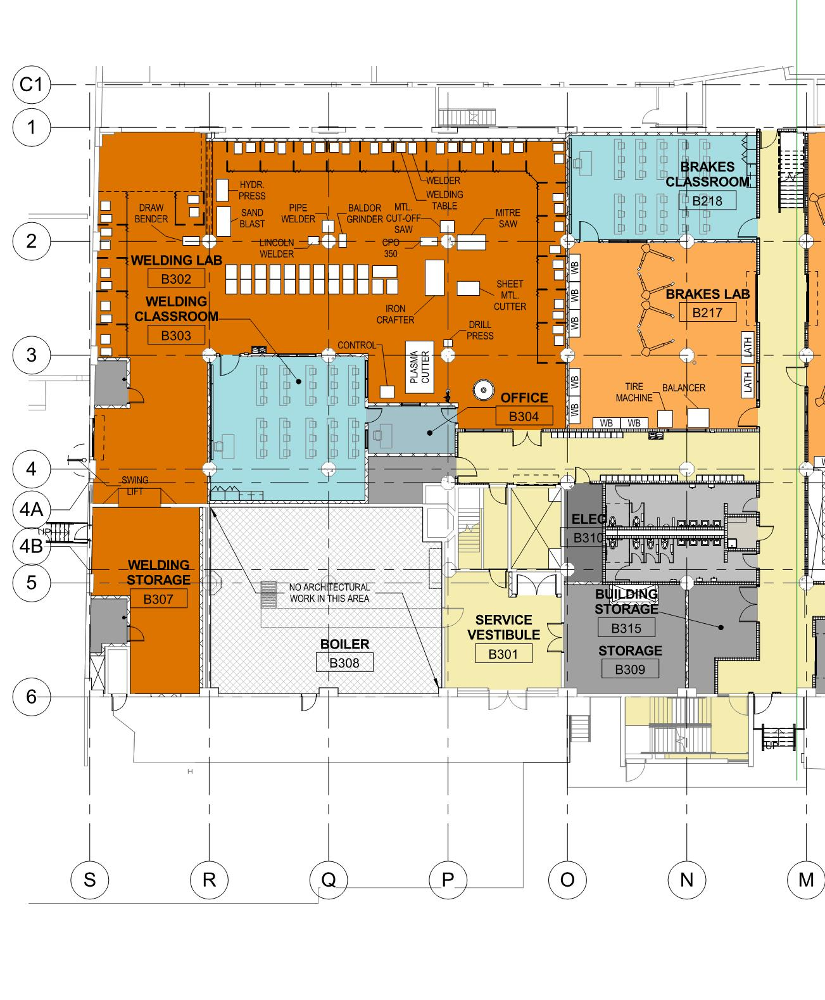 C1
1
BRAKES
CLASSROOM
B218
WELDER
WELDING
TABLE
HYDR.
PRESS
SAND
BLAST
DRAW
BENDER
PIPE
WELDER
BALDOR
GRINDER
MTL.
CUT-OFF
SAW
MITRE
SAW
2
LINCOLN
WELDER
CPO
350
WELDING LAB
B302
WELDING
CLASSROOM
B303
WB
WB
WB
SHEET
MTL.
CUTTER
IRON
CRAFTER
BRAKES LAB
B217
DRILL
PRESS
CONTROL
3
PLASMA
CUTTER
LATH
LATH
WB
WB
TIRE
MACHINE
BALANCER
OFFICE
B304
WB
WB
W
4
SWING
LIFT
4A
UP
4B
ELEC
B310
WELDING
STORAGE
B307
5
NO ARCHITECTURAL
WORK IN THIS AREA
BUILDING
STORAGE
B315
SERVICE
VESTIBULE
B301
STORAGE
B309
BOILER
B308
6
UP
H
S
R
Q
P
O
N
M